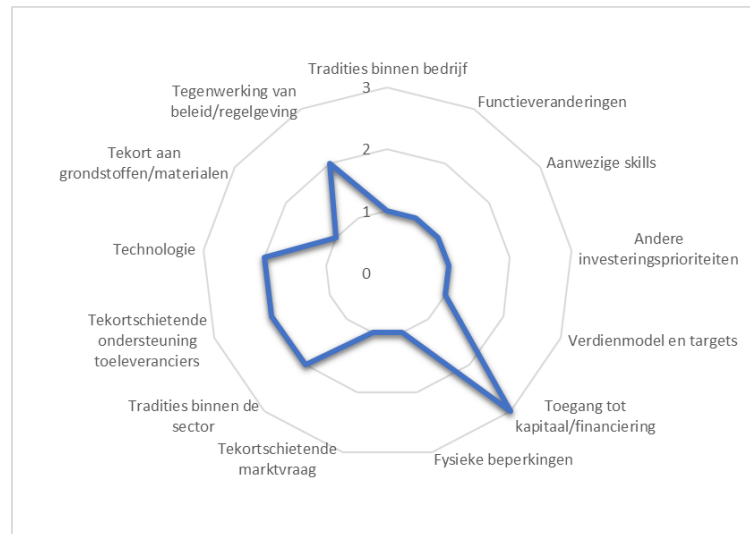 Tradities binnen bedrijf
Functieveranderingen
Aanwezige skills
Andere
investeringsprioriteiten
Verdienmodel en targets
Toegang tot
kapitaal/financiering
Fysieke beperkingen
Tekortschietende
marktvraag
Tradities binnen de
sector
Tekortschietende
ondersteuning
toeleveranciers
Technologie
Tekort aan
grondstoffen/materialen
Tegenwerking van
beleid/regelgeving
3
2
1
0